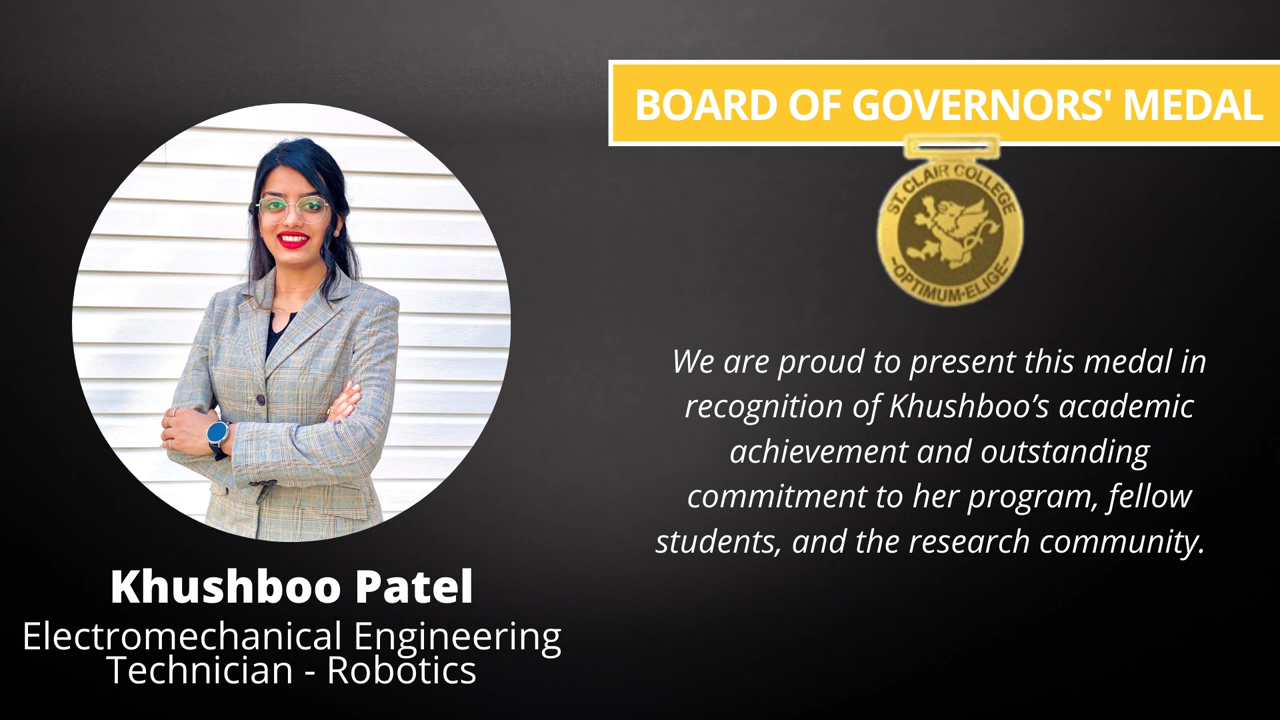 BOARD OF GOVERNORS' MEDAL
ST. CLAIR COLLEGE
~OPTIMUM·ELIGE~
We are proud to present this medal in
recognition of Khushboo’s academic
achievement and outstanding
commitment to her program, fellow
students, and the research community.
Khushboo Patel
Electromechanical Engineering
Technician - Robotics